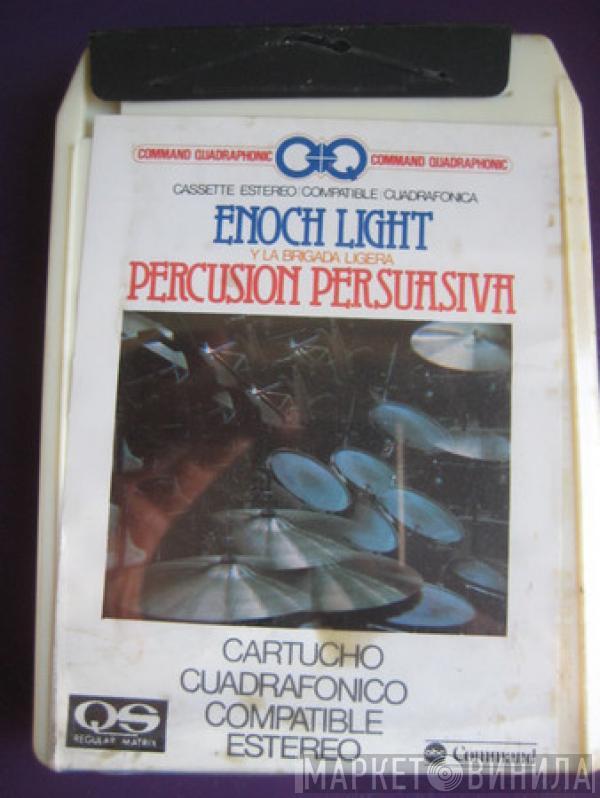 COMMAND QUADRAPHONIC C+Q COMMAND QUADRAPHONIC
CASSETTE ESTEREO/COMPATIBLE/CUADRAFONICA
ENOCH LIGHT
Y LA BRIGADA LIGERA
PERCUSION PERSUASIVA
CARTUCHO
CUADRAFONICO
COMPATIBLE
ESTEREO
QS
REGULAR MATRIX
abc Command
МАРКЕТ ВИНИЛА